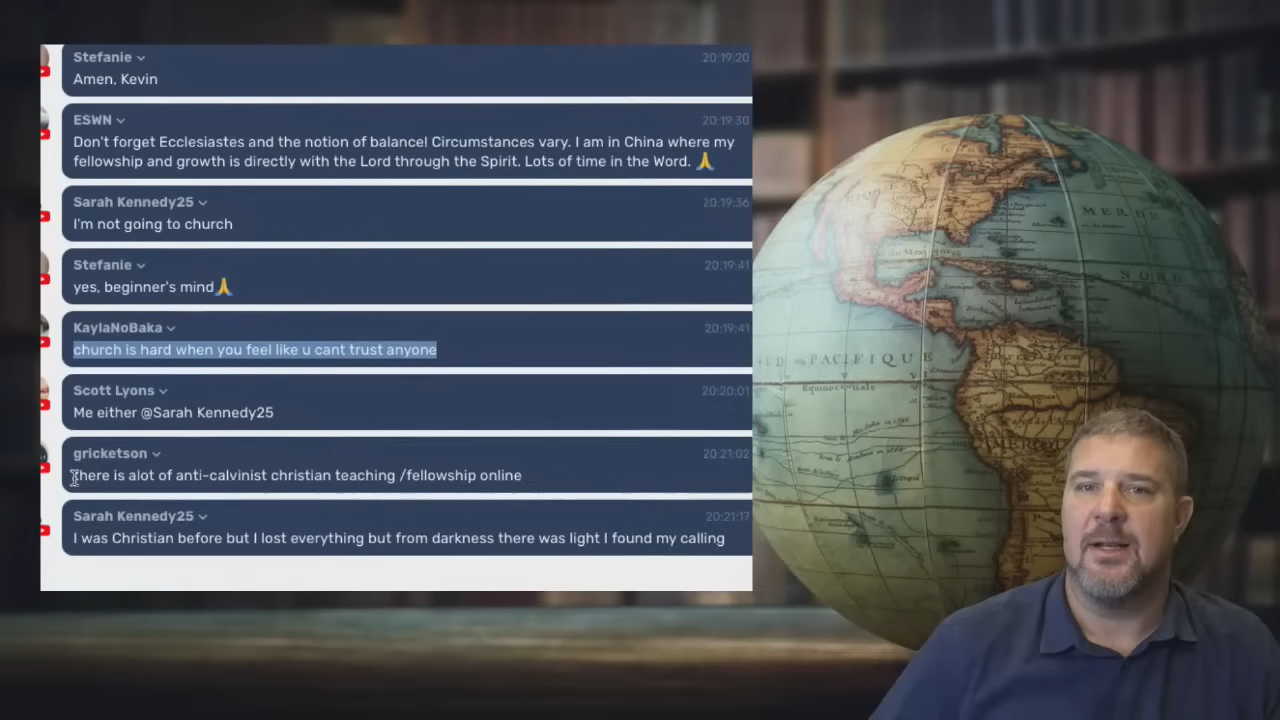 Stefanie
20:19:20
Amen, Kevin
ESWN
20:19:30
Don't forget Ecclesiastes and the notion of balance! Circumstances vary. I am in China where my
fellowship and growth is directly with the Lord through the Spirit. Lots of time in the Word. 🙏
Sarah Kennedy25
20:19:36
I'm not going to church
Stefanie
20:19:41
yes, beginner's mind🙏
KaylaNoBaka
20:19:41
church is hard when you feel like u cant trust anyone
Scott Lyons
20:20:01
Me either @Sarah Kennedy25
gricketson
20:21:02
there is alot of anti-calvinist christian teaching /fellowship online
Sarah Kennedy25
20:21:17
I was Christian before but I lost everything but from darkness there was light I found my calling
MER DU
NORD
PACIFIQUE